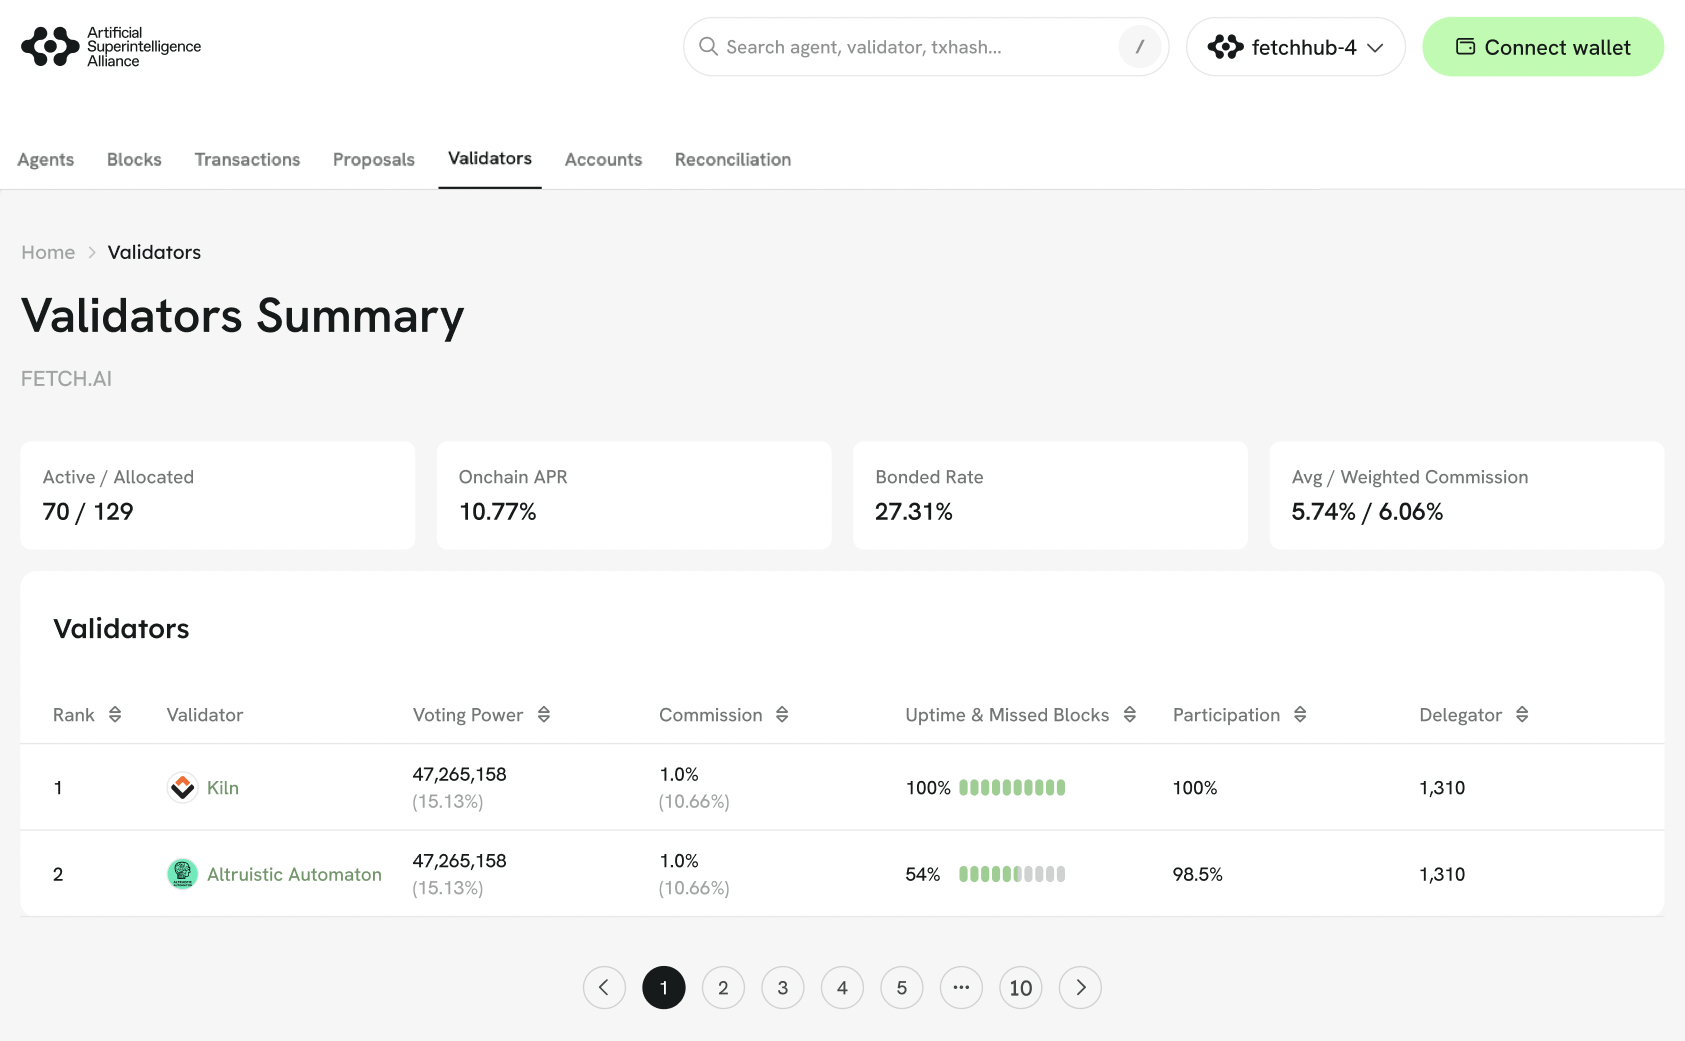 Artificial
Superintelligence
Alliance
Search agent, validator, txhash...
/
fetchhub-4
Connect wallet
Agents Blocks Transactions Proposals Validators Accounts Reconciliation
Home > Validators
Validators Summary
FETCH.AI
Active / Allocated
70 / 129
Onchain APR
10.77%
Bonded Rate
27.31%
Avg / Weighted Commission
5.74% / 6.06%
Validators
Rank Validator Voting Power Commission Uptime & Missed Blocks Participation Delegator
1 Kiln 47,265,158 1.0% 100% 100% 1,310
(15.13%) (10.66%)
2 Altruistic Automaton 47,265,158 1.0% 54% 98.5% 1,310
(15.13%) (10.66%)
1 2 3 4 5 ... 10